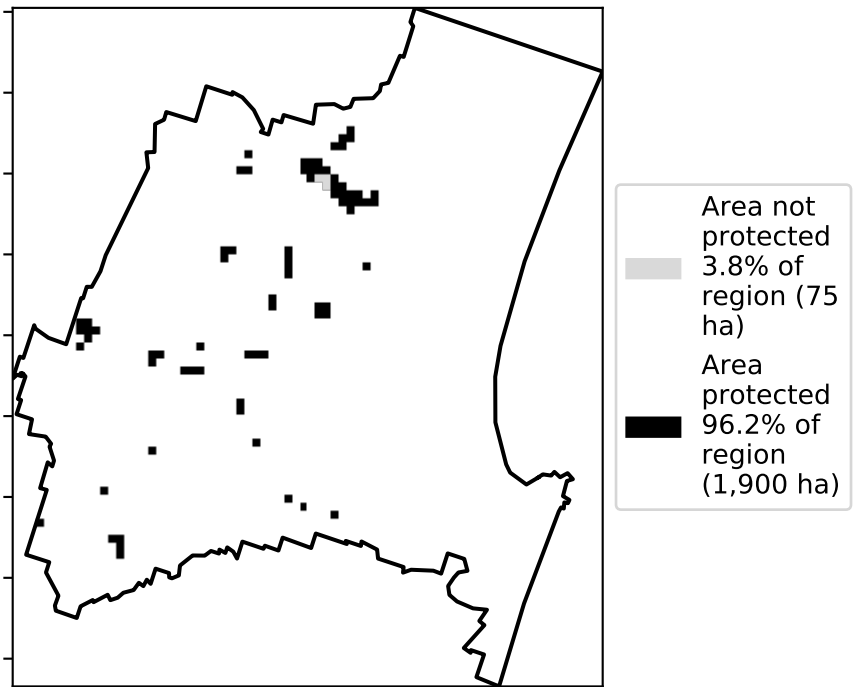 Area not
protected
3.8% of
region (75
ha)
Area
protected
96.2% of
region
(1,900 ha)